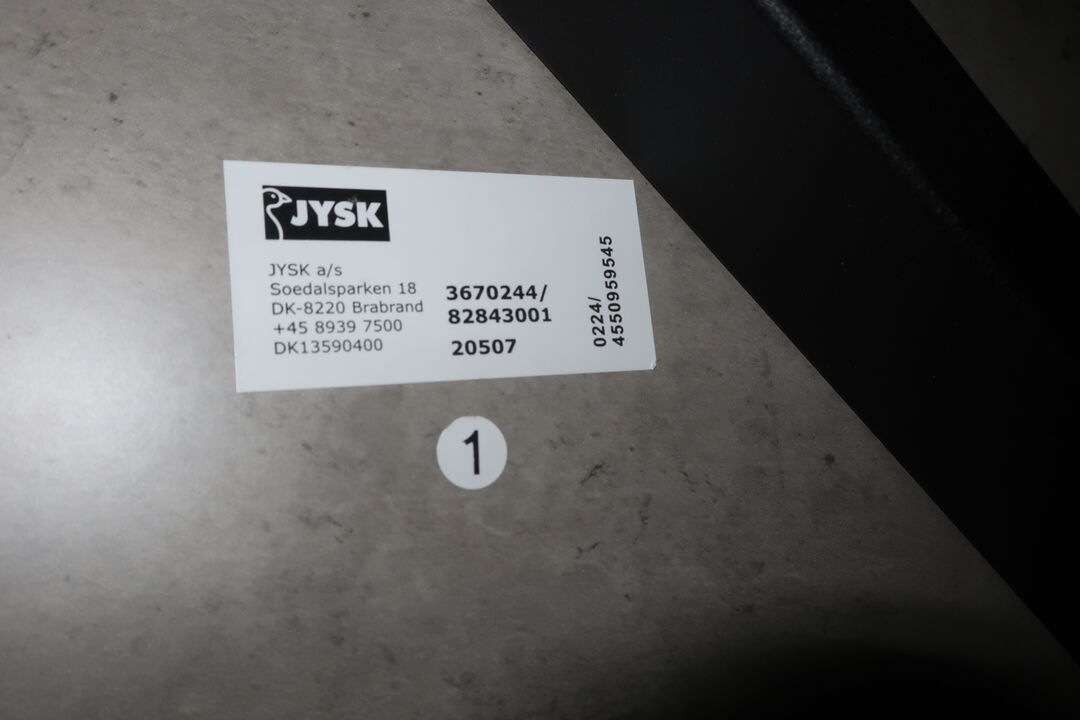 JYSK
JYSK a/s
Soedalsparken 18
DK-8220 Brabrand
+45 8939 7500
DK13590400
3670244/
82843001
20507
0224/
4550959545
1